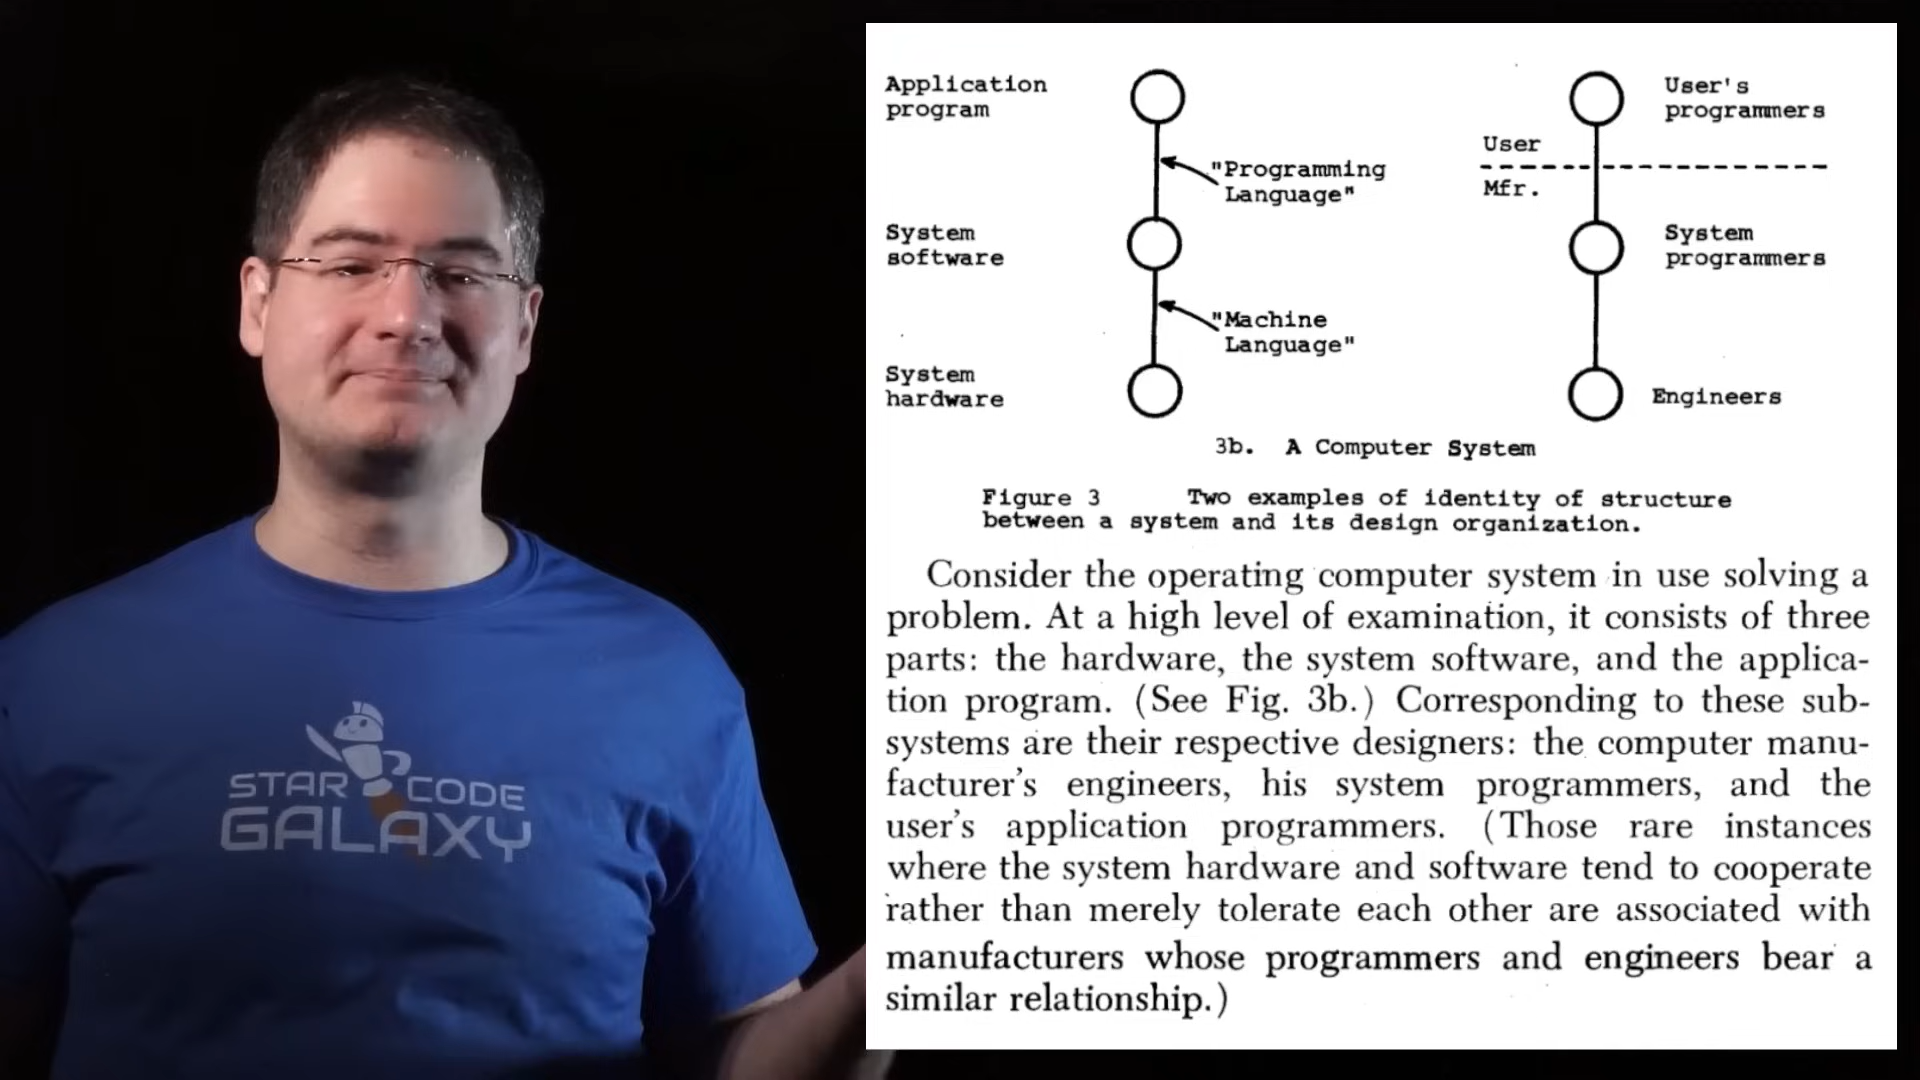 STAR CODE
GALAXY
Application
program
"Programming
Language"
System
software
"Machine
Language"
System
hardware
User's
programmers
User
Mfr.
System
programmers
Engineers
3b. A Computer System
Figure 3 Two examples of identity of structure
between a system and its design organization.
Consider the operating computer system in use solving a
problem. At a high level of examination, it consists of three
parts: the hardware, the system software, and the applica-
tion program. (See Fig. 3b.) Corresponding to these sub-
systems are their respective designers: the computer manu-
facturer's engineers, his system programmers, and the
user's application programmers. (Those rare instances
where the system hardware and software tend to cooperate
rather than merely tolerate each other are associated with
manufacturers whose programmers and engineers bear a
similar relationship.)